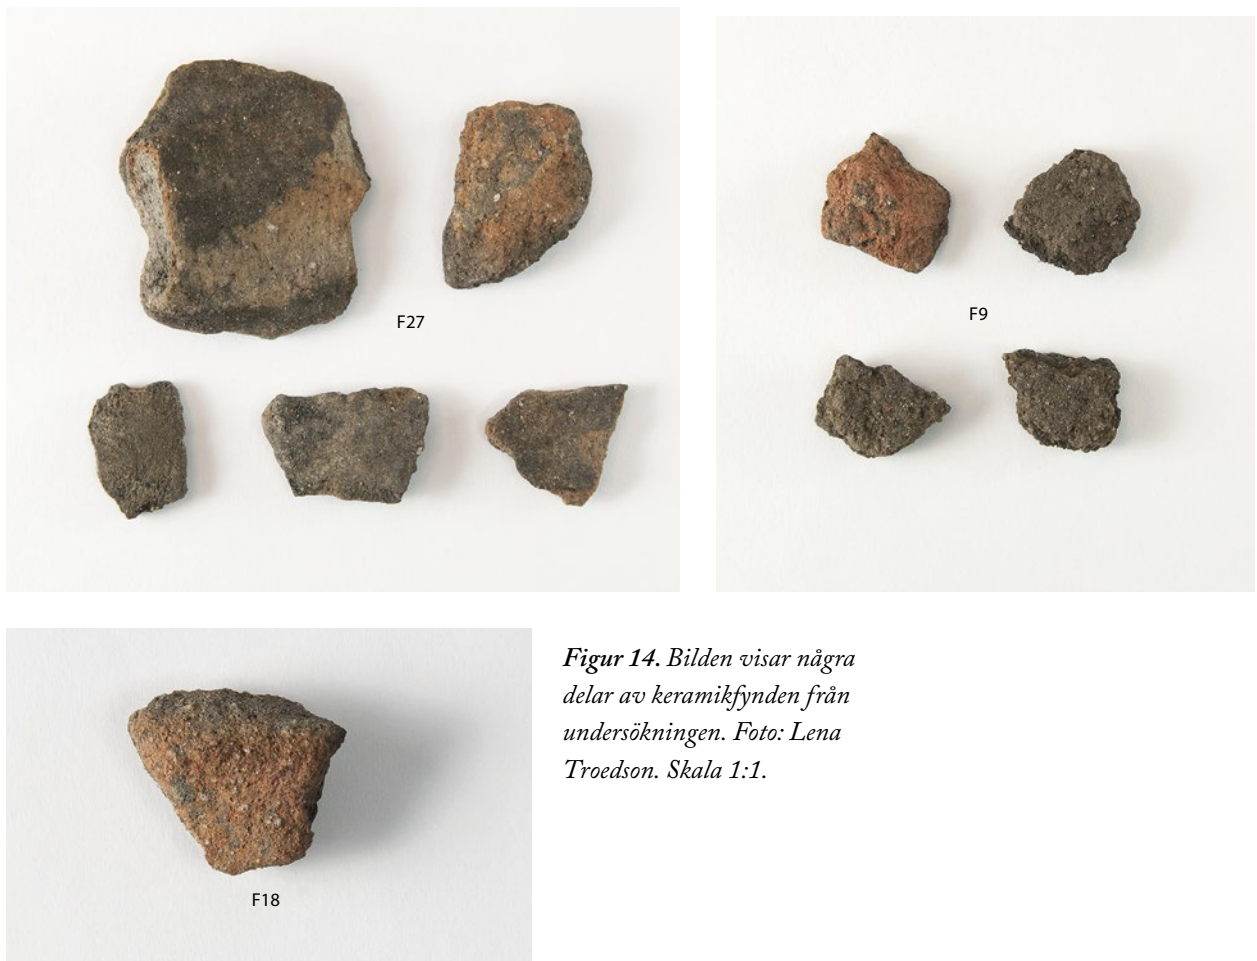 F27
F9
F18
Figur 14. Bilden visar några
delar av keramikfynden från
undersökningen. Foto: Lena
Troedson. Skala 1:1.